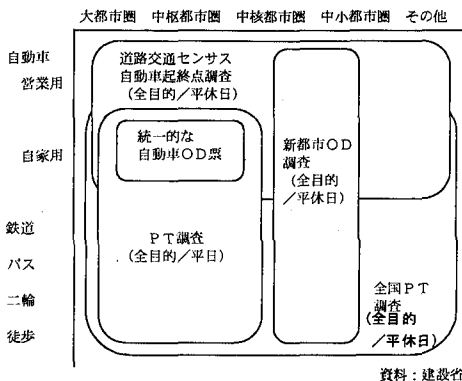 大都市圏 中枢都市圏 中核都市圏 中小都市圏 その他
自動車
営業用
自家用
鉄道
バス
二輪
徒歩
道路交通センサス
自動車起終点調査
(全目的/平休日)
統一的な
自動車OD票
PT調査
(全目的/平日)
新都市OD
調査
(全目的
/平休日)
全国PT
調査
(全目的
/平休日)
資料:建設省